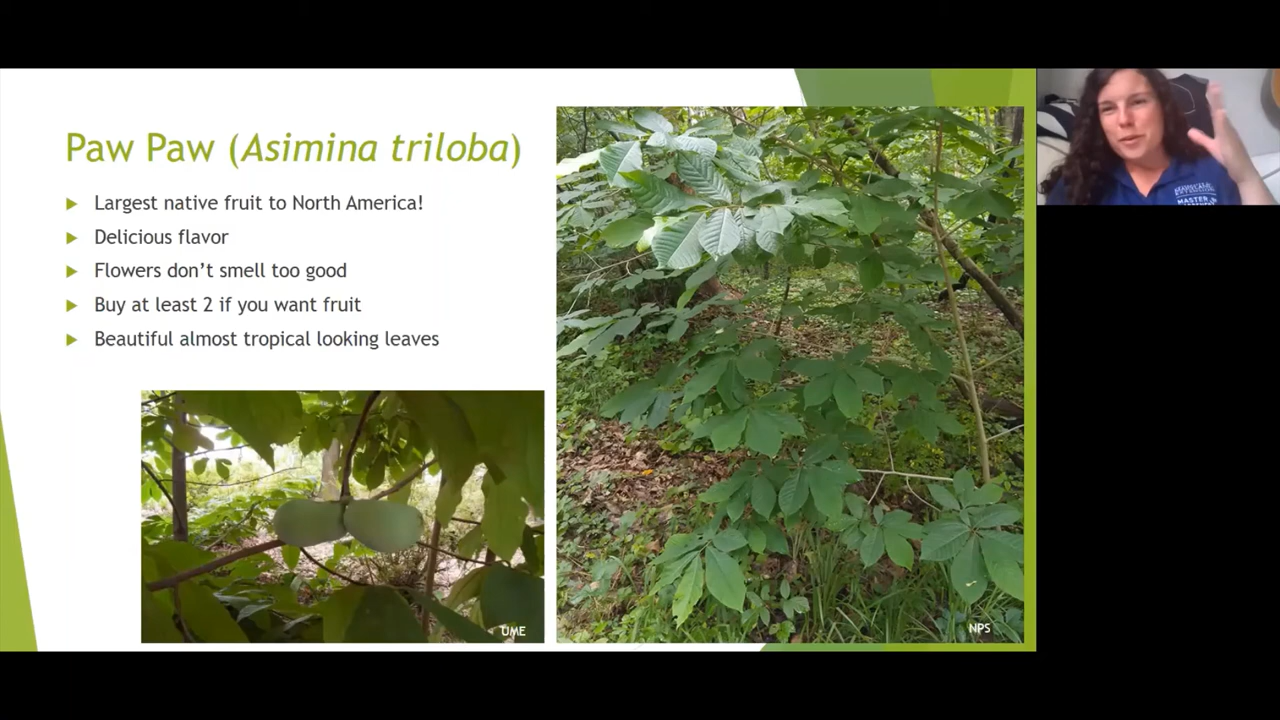 Paw Paw (Asimina triloba)
Largest native fruit to North America!
Delicious flavor
Flowers don't smell too good
Buy at least 2 if you want fruit
Beautiful almost tropical looking leaves
UME
NPS
MASTER